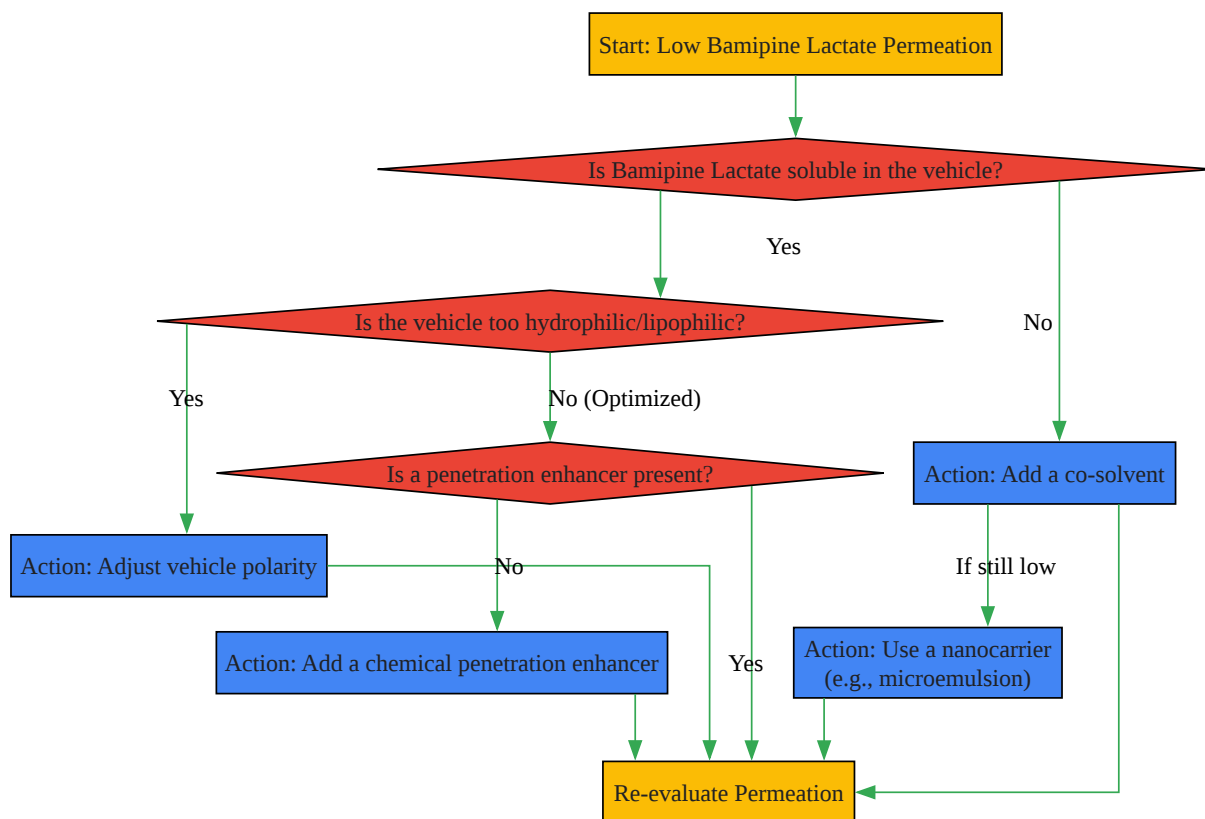 Start: Low Bamipine Lactate Permeation
Is Bamipine Lactate soluble in the vehicle?
Yes
Is the vehicle too hydrophilic/lipophilic?
No
Yes
No (Optimized)
Is a penetration enhancer present?
Action: Add a co-solvent
Action: Adjust vehicle polarity
No
If still low
Action: Add a chemical penetration enhancer
Yes
Action: Use a nanocarrier
(e.g., microemulsion)
Re-evaluate Permeation